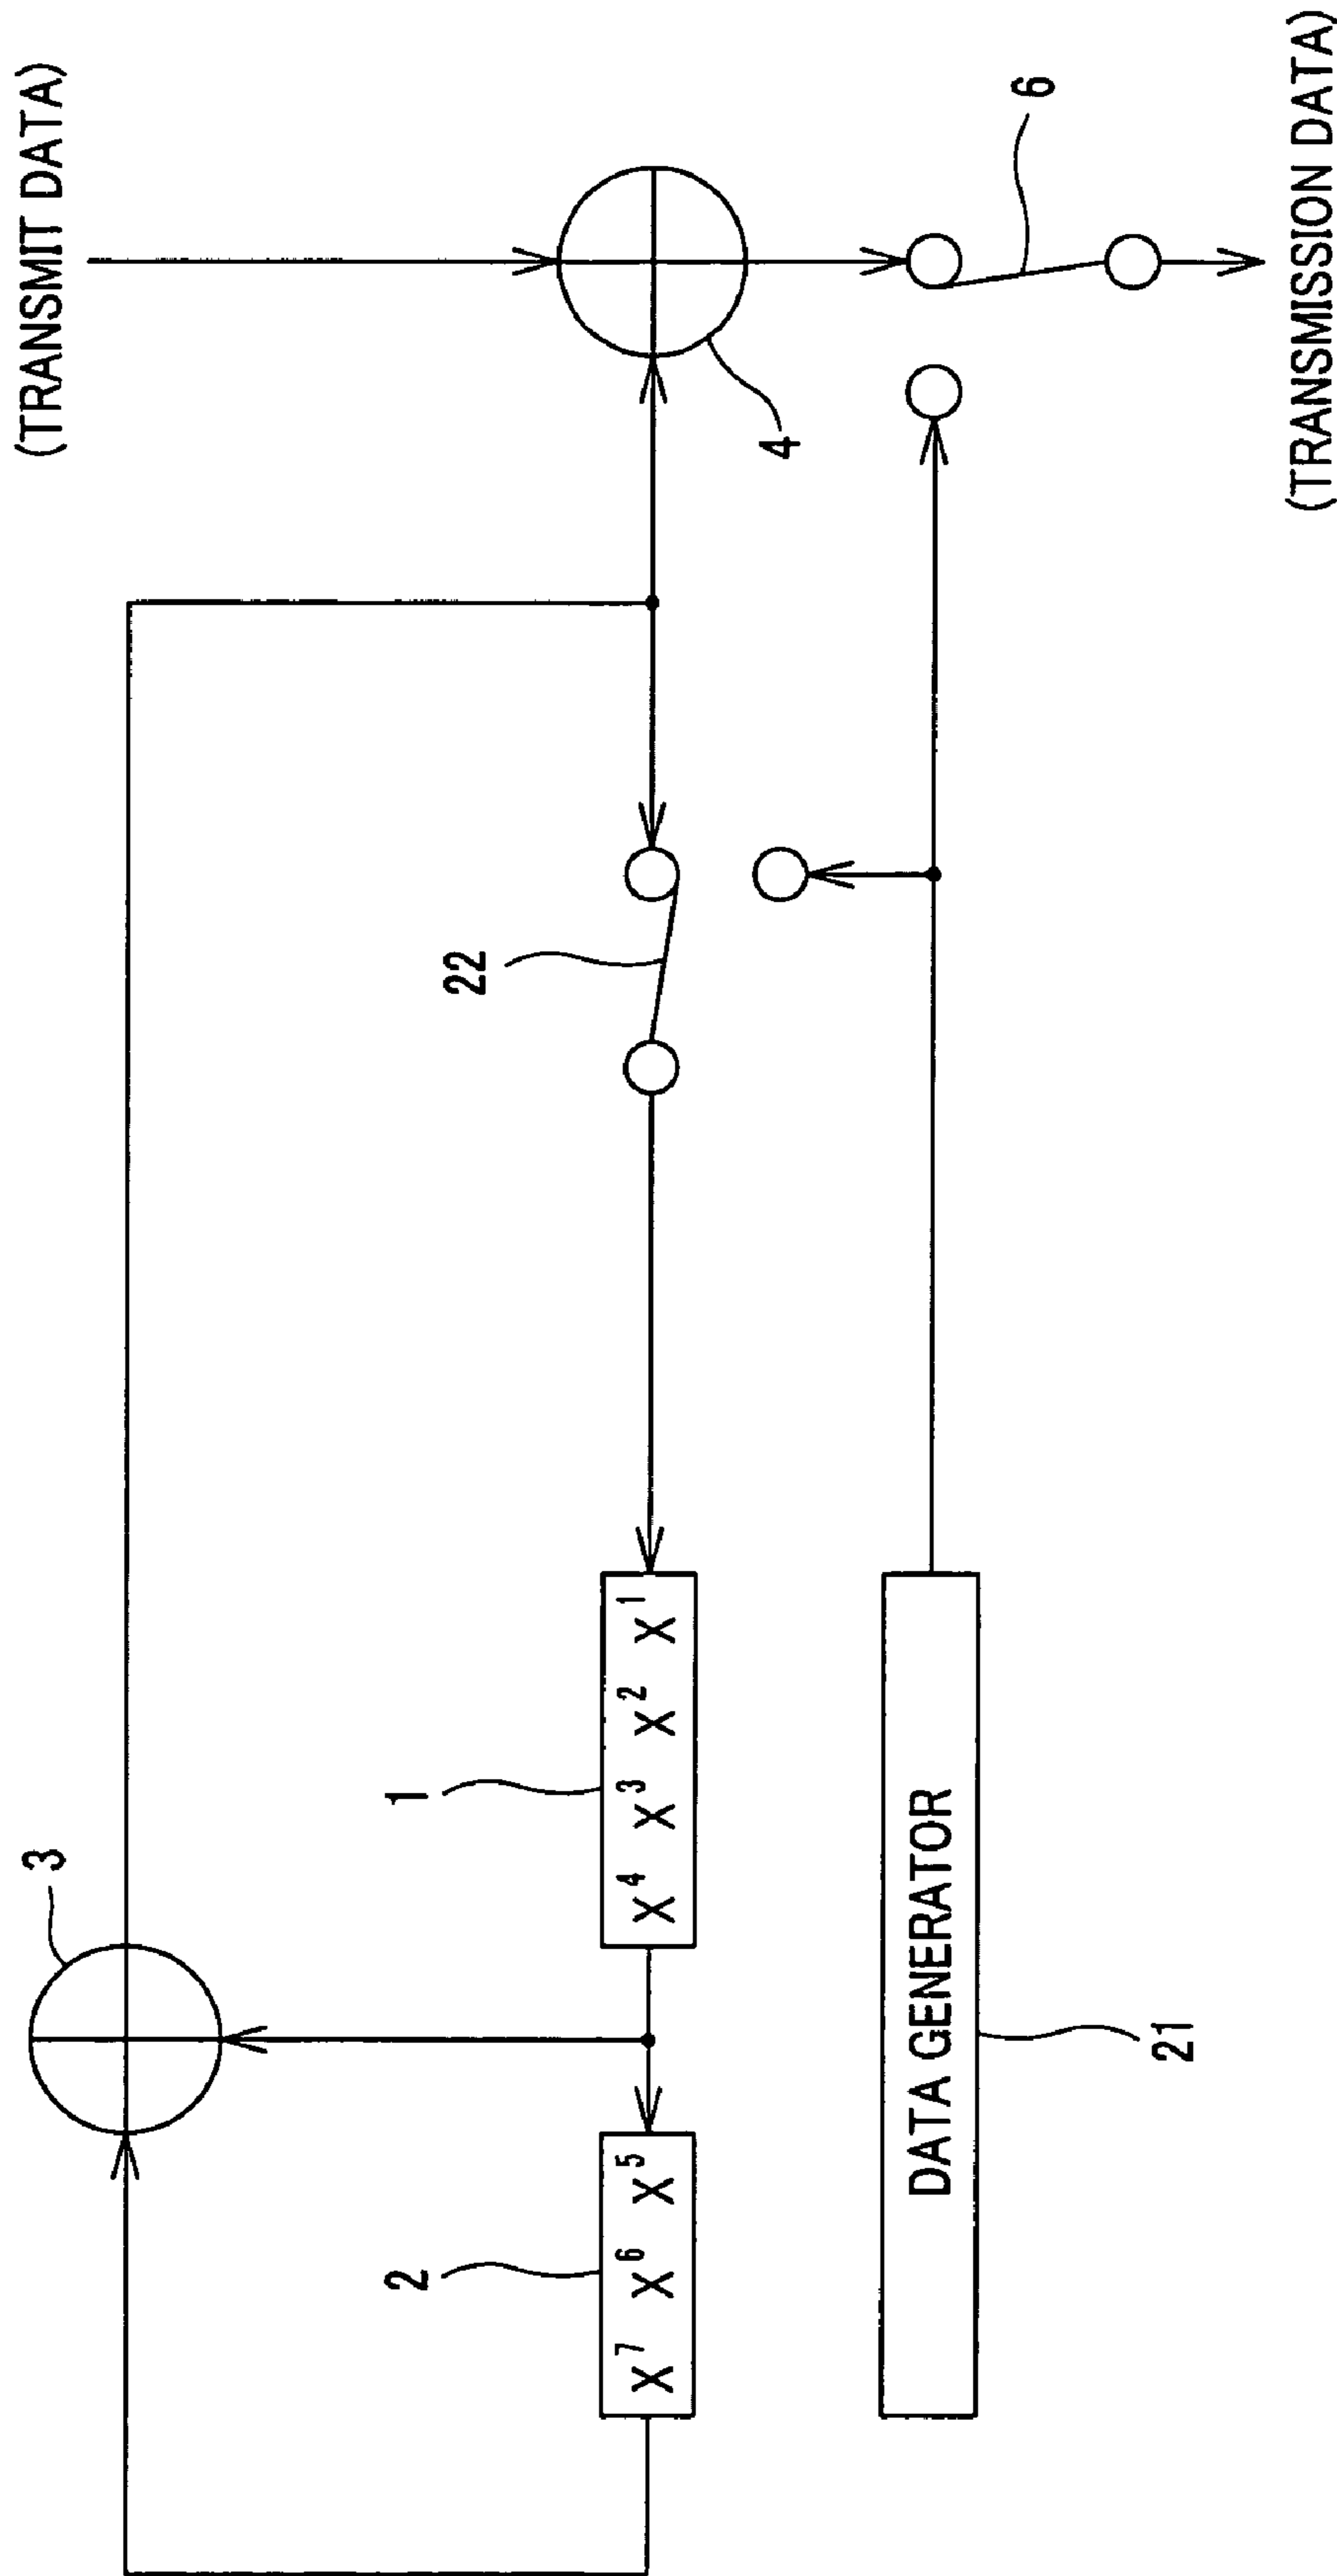 (TRANSMIT DATA)
3
4
6
22
1
2
X⁷ X⁶ X⁵
X⁴ X³ X² X¹
DATA GENERATOR
21
(TRANSMISSION DATA)